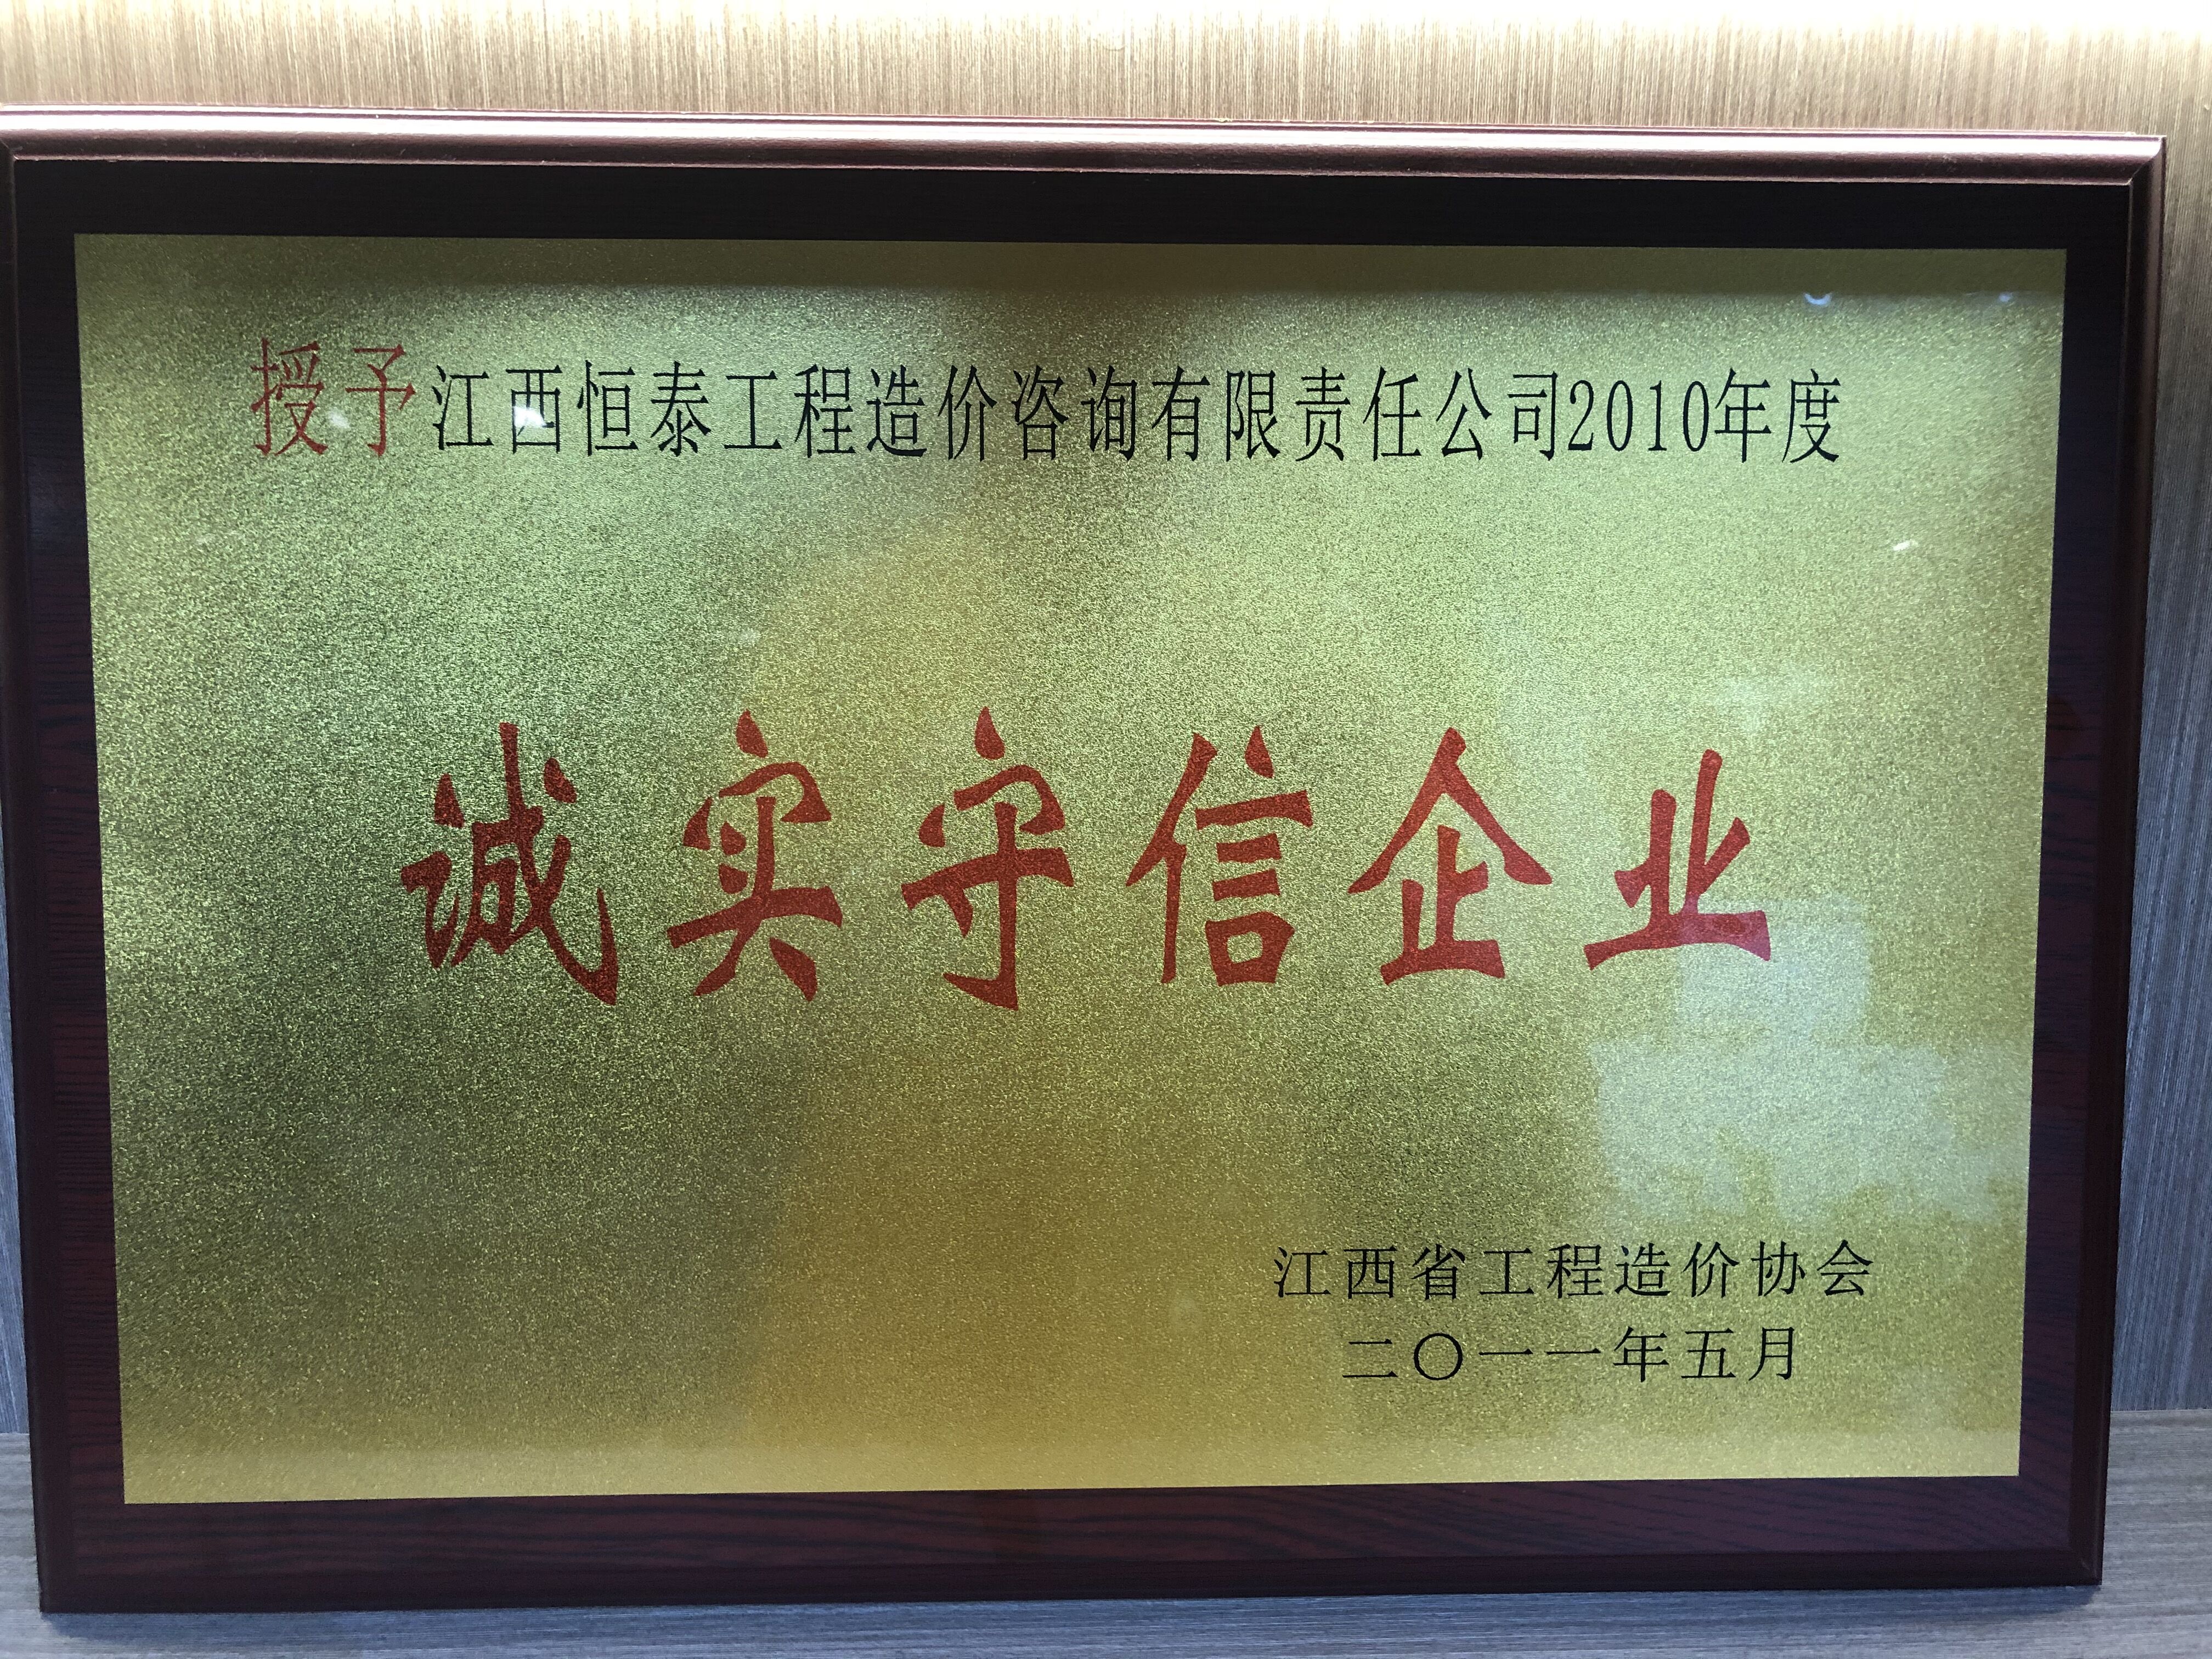 授予江西恒泰工程造价咨询有限责任公司2010年度
诚实守信企业
江西省工程造价协会
二〇一一年五月